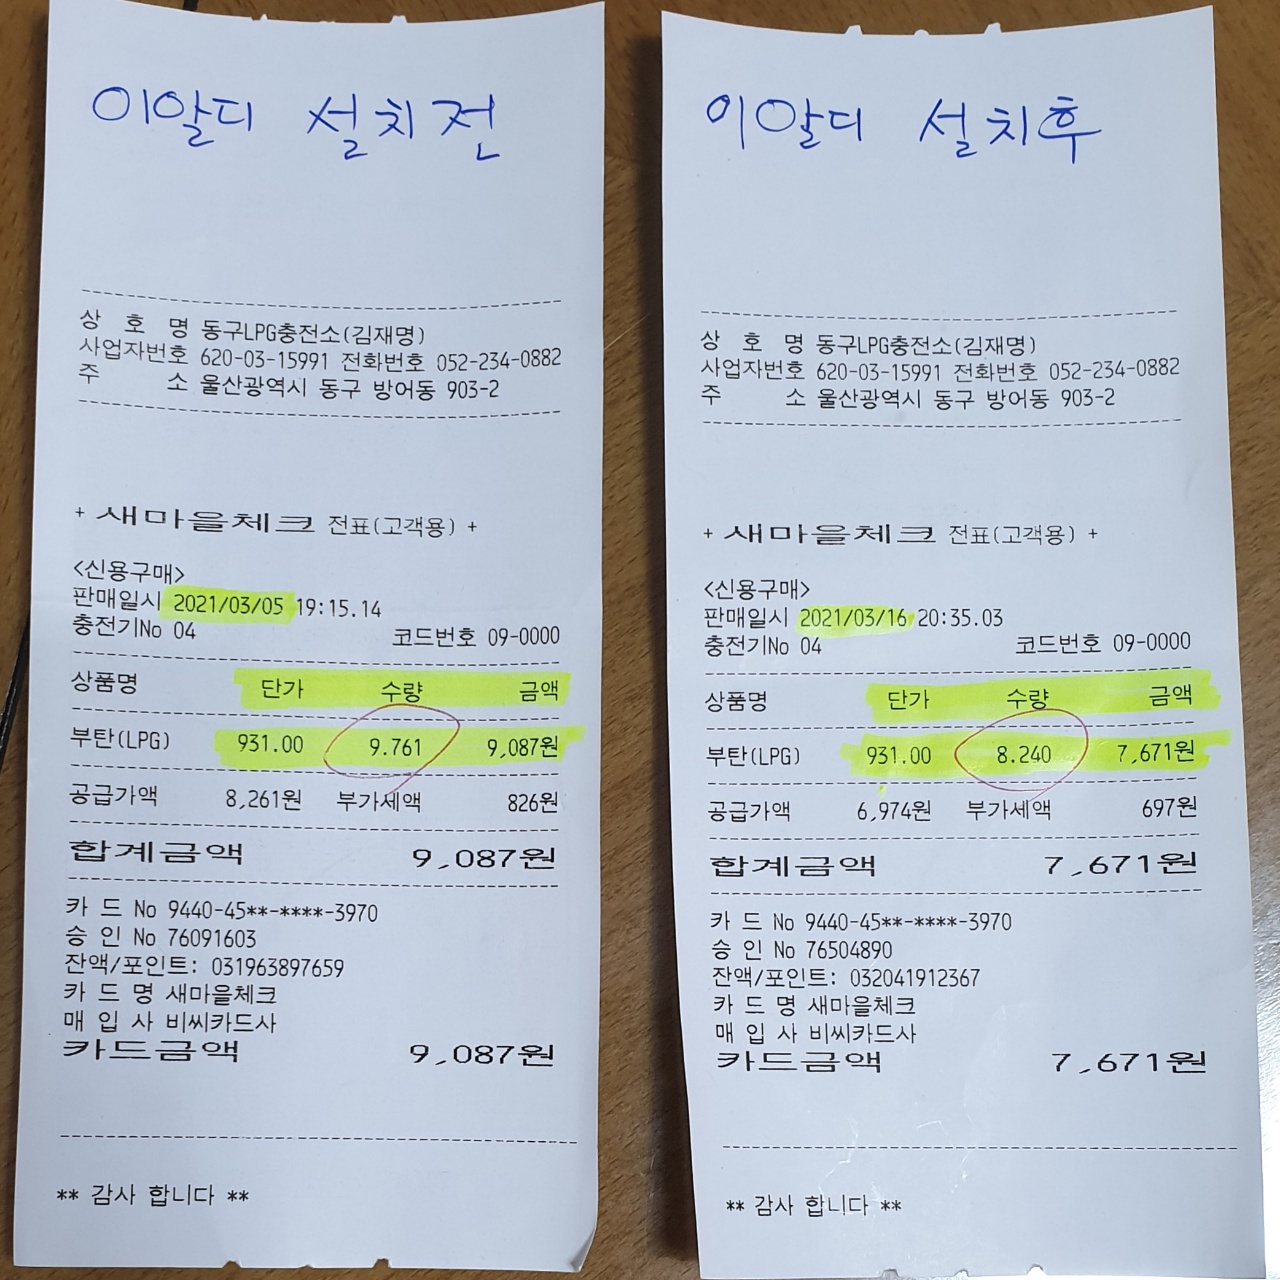 이알디 설치전
상 호 명 동구LPG충전소(김재명)
사업자번호 620-03-15991 전화번호 052-234-0882
주 소 울산광역시 동구 방어동 903-2
+ 새마을체크 전표(고객용) +
<신용구매>
판매일시 2021/03/05 19:15.14
충전기No 04 코드번호 09-0000
상품명 단가 수량 금액
부탄(LPG) 931.00 9.761 9,087원
공급가액 8,261원 부가세액 826원
합계금액 9,087원
카 드 No 9440-45**-****-3970
승 인 No 76091603
잔액/포인트: 031963897659
카 드 명 새마을체크
매 입 사 비씨카드사
카드금액 9,087원
** 감사 합니다 **
이알디 설치후
상 호 명 동구LPG충전소(김재명)
사업자번호 620-03-15991 전화번호 052-234-0882
주 소 울산광역시 동구 방어동 903-2
+ 새마을체크 전표(고객용) +
<신용구매>
판매일시 2021/03/16 20:35.03
충전기No 04 코드번호 09-0000
상품명 단가 수량 금액
부탄(LPG) 931.00 8.240 7,671원
공급가액 6,974원 부가세액 697원
합계금액 7,671원
카 드 No 9440-45**-****-3970
승 인 No 76504890
잔액/포인트: 032041912367
카 드 명 새마을체크
매 입 사 비씨카드사
카드금액 7,671원
** 감사 합니다 **